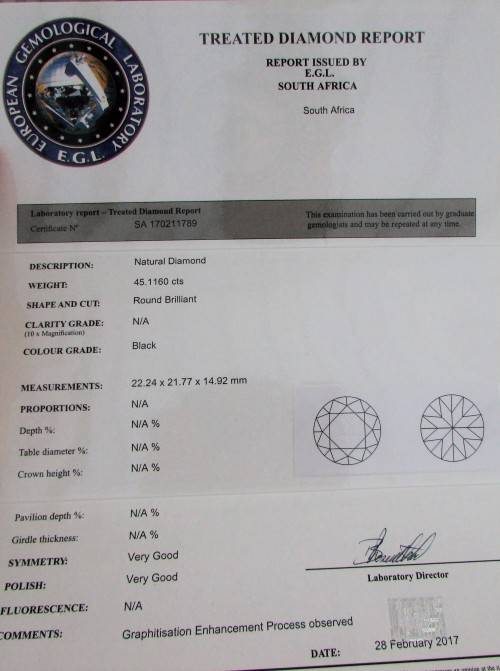 EUROPEAN GEMOLOGICAL LABORATORY
E.G.L.
TREATED DIAMOND REPORT
REPORT ISSUED BY
E.G.L.
SOUTH AFRICA
South Africa
Laboratory report – Treated Diamond Report
Certificate Nº SA 170211789
This examination has been carried out by graduate
gemologists and may be repeated at any time.
DESCRIPTION: Natural Diamond
WEIGHT: 45.1160 cts
SHAPE AND CUT: Round Brilliant
CLARITY GRADE: N/A
(10 x Magnification)
COLOUR GRADE: Black
MEASUREMENTS: 22.24 x 21.77 x 14.92 mm
PROPORTIONS: N/A
Depth %: N/A %
Table diameter %: N/A %
Crown height %: N/A %
Pavilion depth %: N/A %
Girdle thickness: N/A %
SYMMETRY: Very Good
POLISH: Very Good
Laboratory Director
FLUORESCENCE: N/A
COMMENTS: Graphitisation Enhancement Process observed
DATE: 28 February 2017